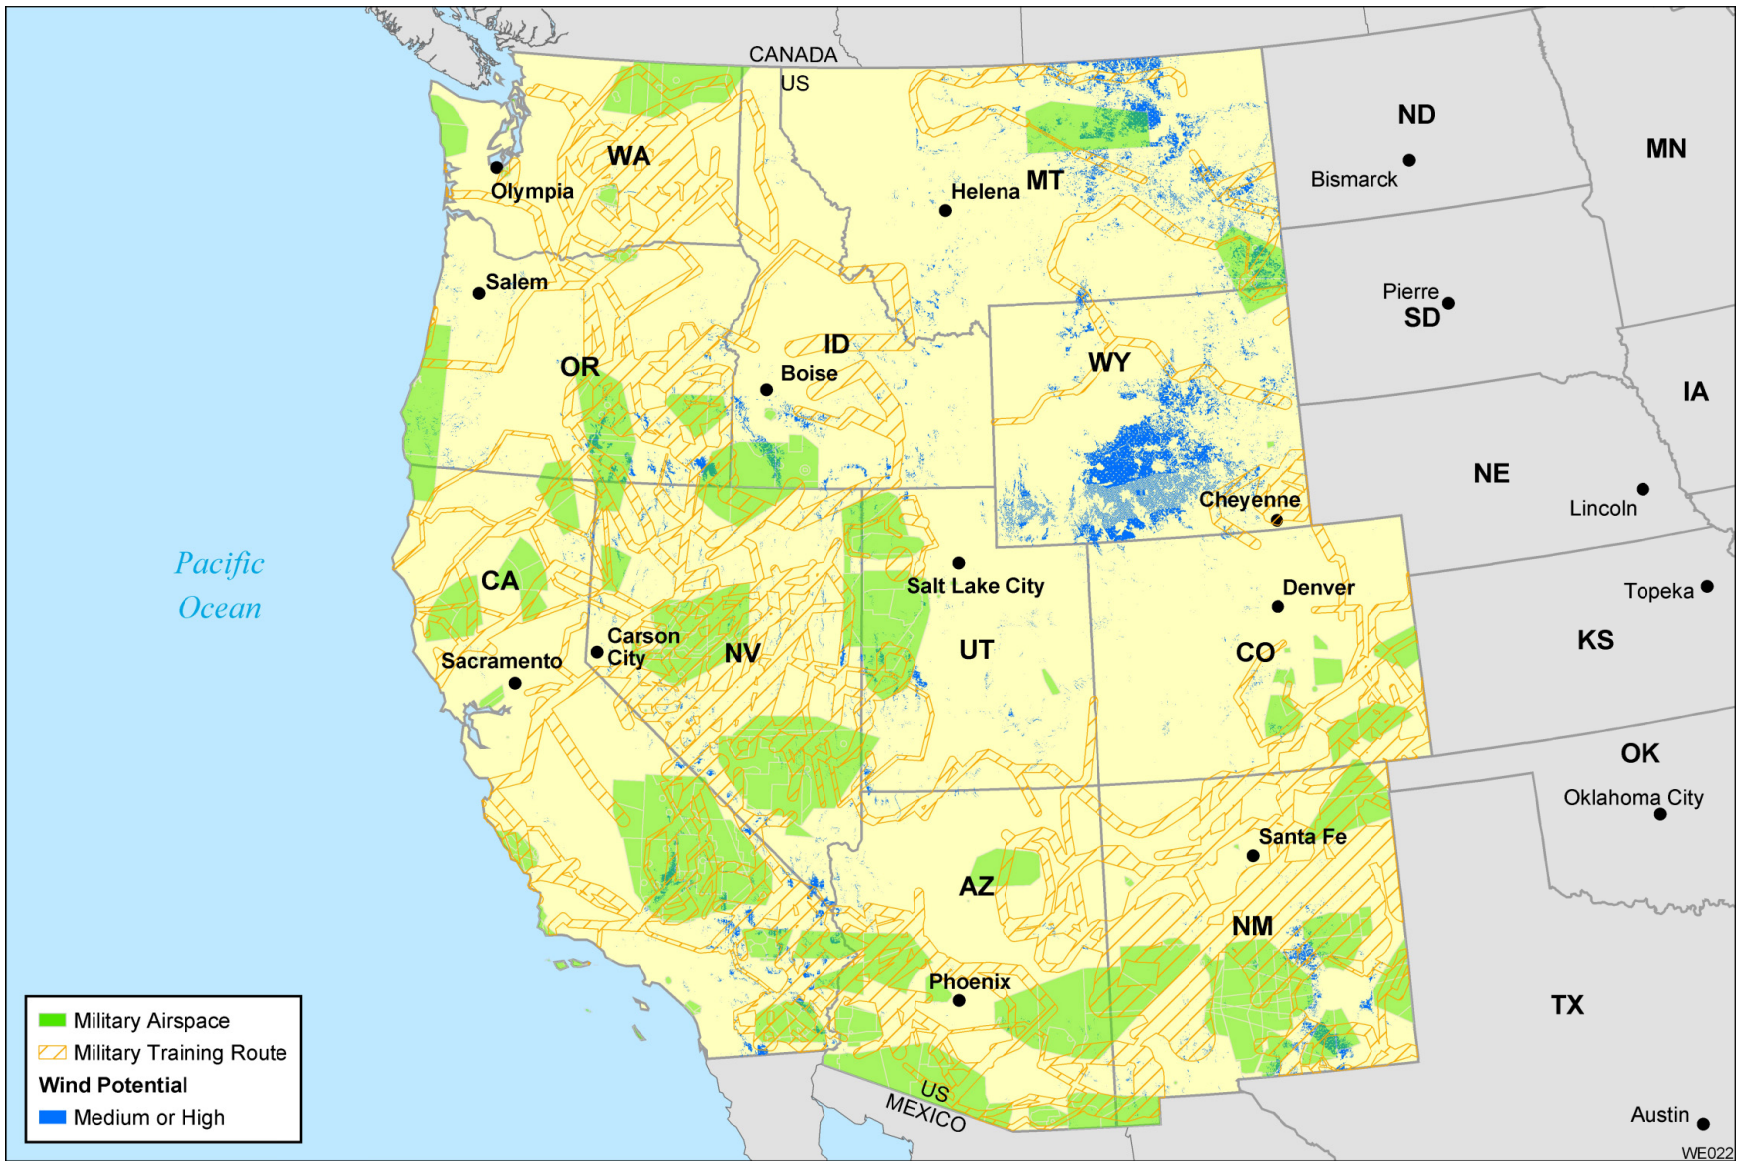 CANADA
US
WA
Olympia
MT
Helena
ND
Bismarck
MN
Salem
OR
ID
Boise
WY
Pierre
SD
IA
Cheyenne
NE
Lincoln
Pacific
Ocean
CA
Sacramento
Carson
City
NV
Salt Lake City
UT
Denver
CO
Topeka
KS
OK
Oklahoma City
Santa Fe
AZ
NM
Phoenix
TX
US
MEXICO
Austin
Military Airspace
Military Training Route
Wind Potential
Medium or High
WE022